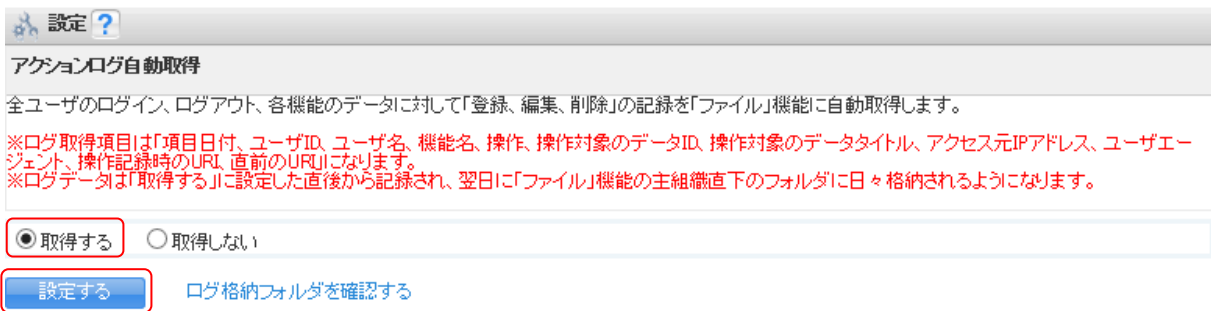 設定 ?
アクションログ自動取得
全ユーザのログイン、ログアウト、各機能のデータに対して「登録、編集、削除」の記録を「ファイル」機能に自動取得します。
※ログ取得項目は「項目日付、ユーザID、ユーザ名、機能名、操作、操作対象のデータID、操作対象のデータタイトル、アクセス元IPアドレス、ユーザエー
ジェント、操作記録時のURI、直前のURI」になります。
※ログデータは「取得する」に設定した直後から記録され、翌日に「ファイル」機能の主組織直下のフォルダに日々格納されるようになります。
取得する 取得しない
設定する ログ格納フォルダを確認する